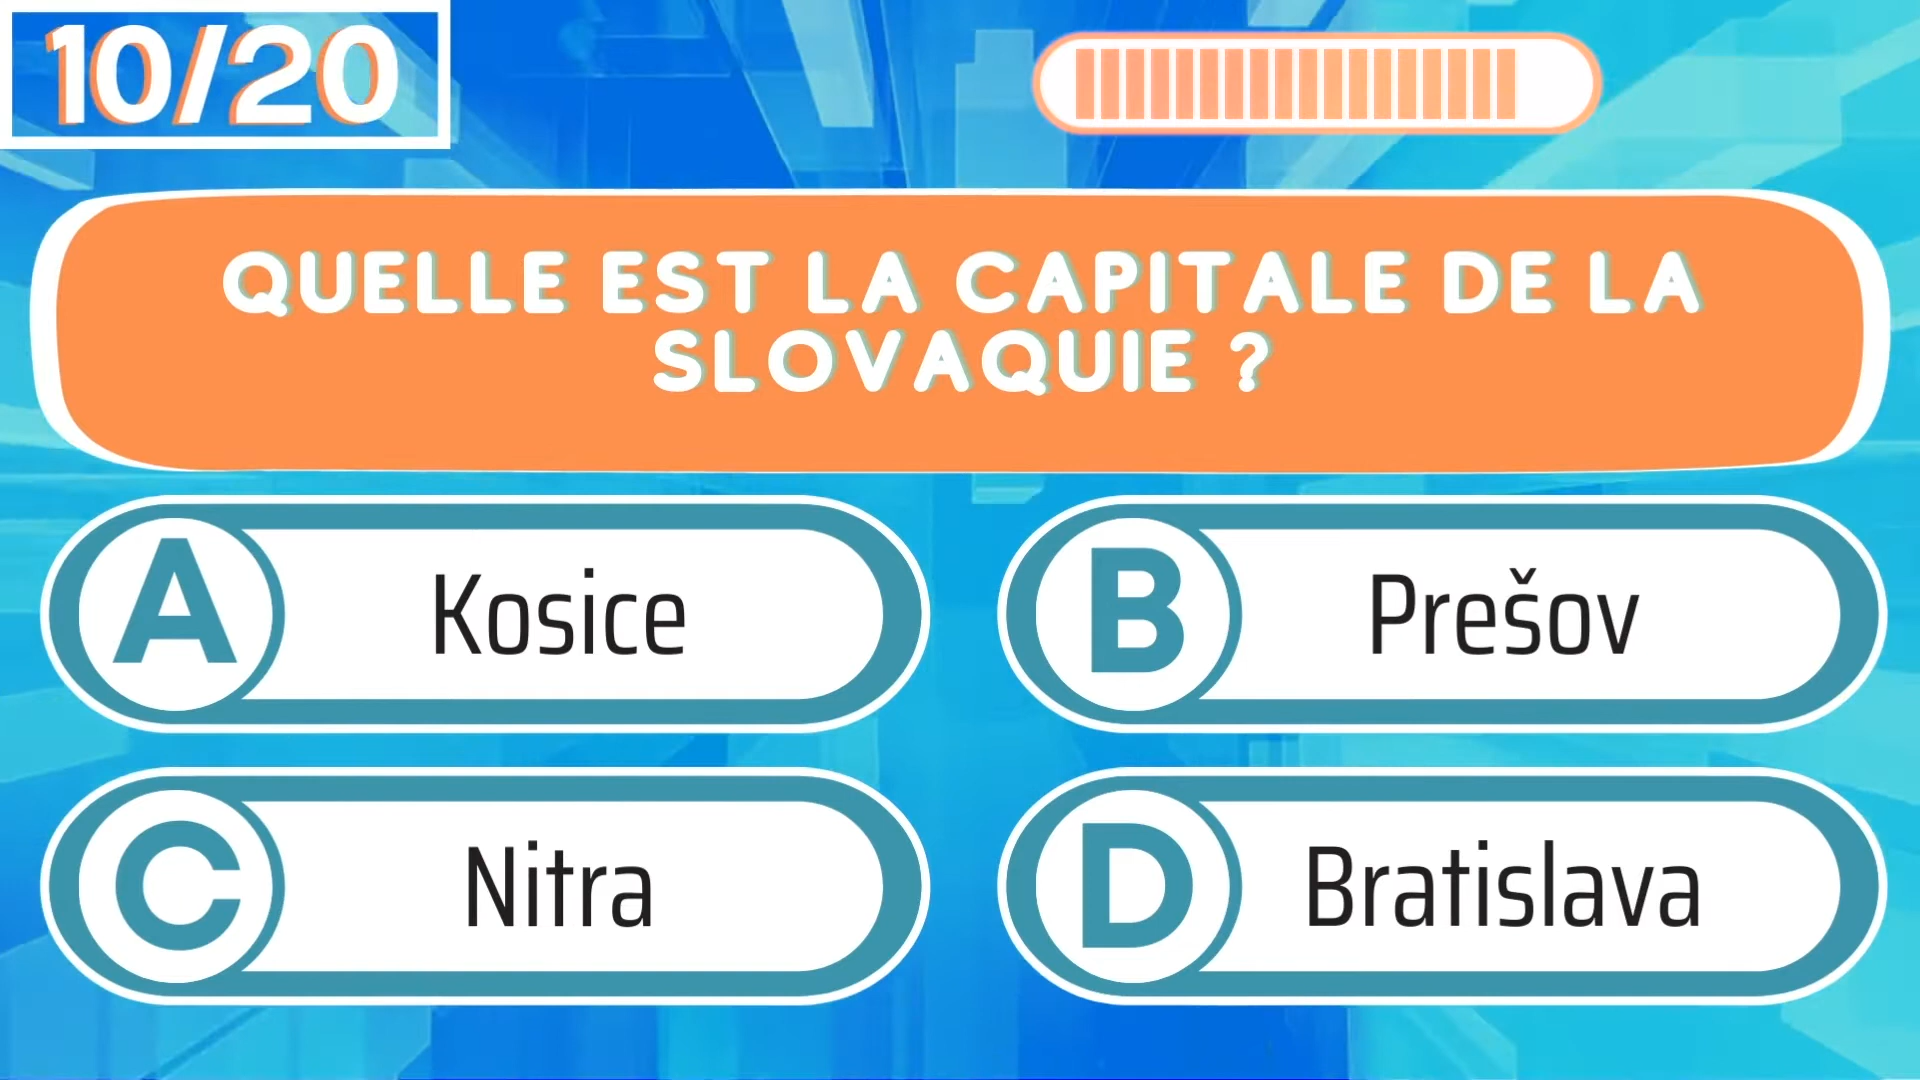 10/20
QUELLE EST LA CAPITALE DE LA
SLOVAQUIE ?
A Kosice
B Prešov
C Nitra
D Bratislava